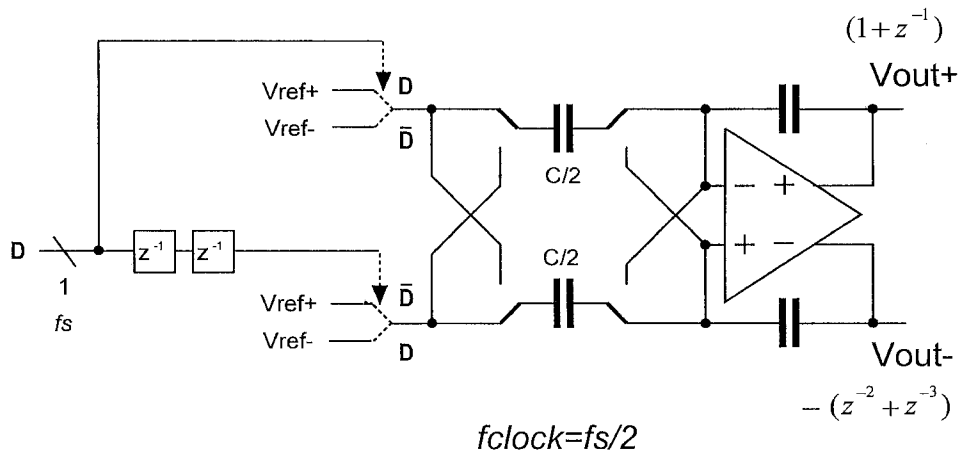 (1+z⁻¹)
Vout+
Vref+
D
Vref-
D̅
C/2
− +
D
1
fs
z⁻¹
z⁻¹
C/2
+ −
Vref+
D̅
Vref-
D
Vout-
−(z⁻²+z⁻³)
fclock=fs/2